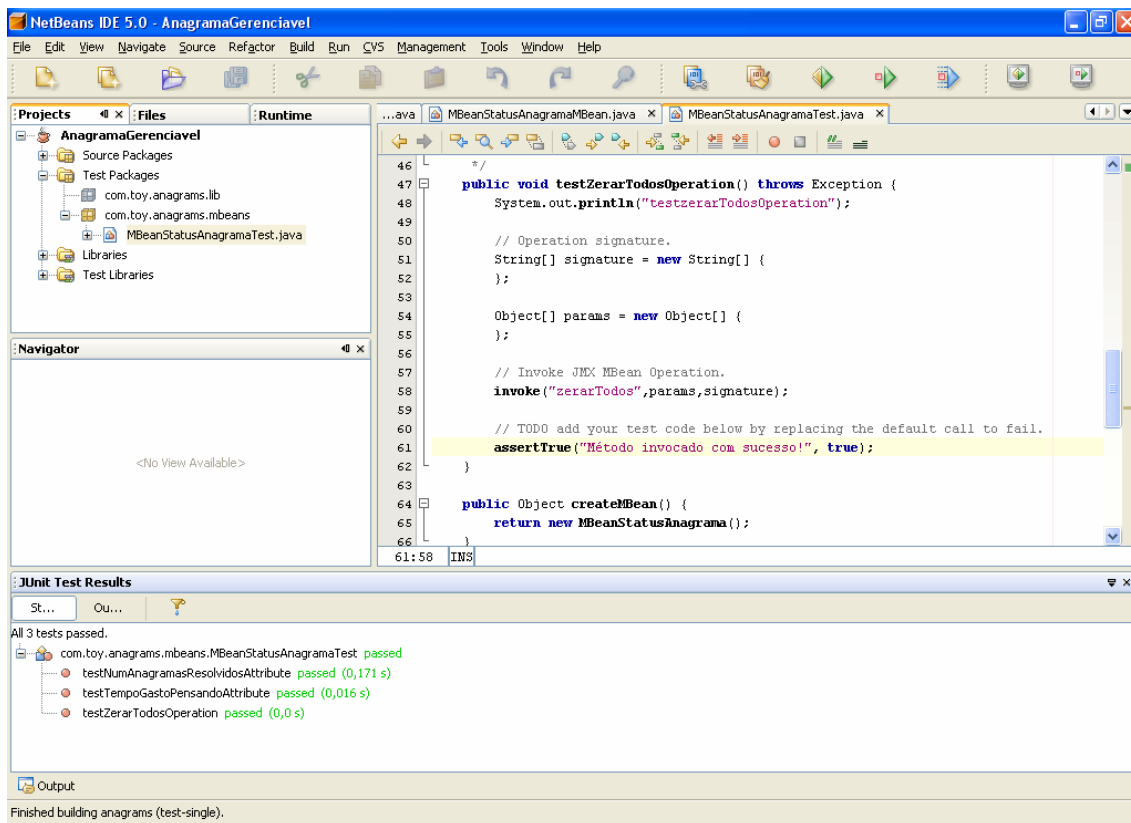 NetBeans IDE 5.0 - AnagramaGerenciavel
File Edit View Navigate Source Refactor Build Run CVS Management Tools Window Help
Projects Files Runtime
AnagramaGerenciavel
Source Packages
Test Packages
com.toy.anagrams.lib
com.toy.anagrams.mbeans
MBeanStatusAnagramaTest.java
Libraries
Test Libraries
Navigator
<No View Available>
...ava MBeanStatusAnagramaMBean.java MBeanStatusAnagramaTest.java
46 */
47 public void testZerarTodosOperation() throws Exception {
48 System.out.println("testzerarTodosOperation");
49
50 // Operation signature.
51 String[] signature = new String[] {
52 };
53
54 Object[] params = new Object[] {
55 };
56
57 // Invoke JMX MBean Operation.
58 invoke("zerarTodos",params,signature);
59
60 // TODO add your test code below by replacing the default call to fail.
61 assertTrue("Método invocado com sucesso!", true);
62 }
63
64 public Object createMBean() {
65 return new MBeanStatusAnagrama();
66 }
61:58 INS
JUnit Test Results
St... Ou...
All 3 tests passed.
com.toy.anagrams.mbeans.MBeanStatusAnagramaTest passed
testNumAnagramasResolvidosAttribute passed (0,171 s)
testTempoGastoPensandoAttribute passed (0,016 s)
testZerarTodosOperation passed (0,0 s)
Output
Finished building anagrams (test-single).